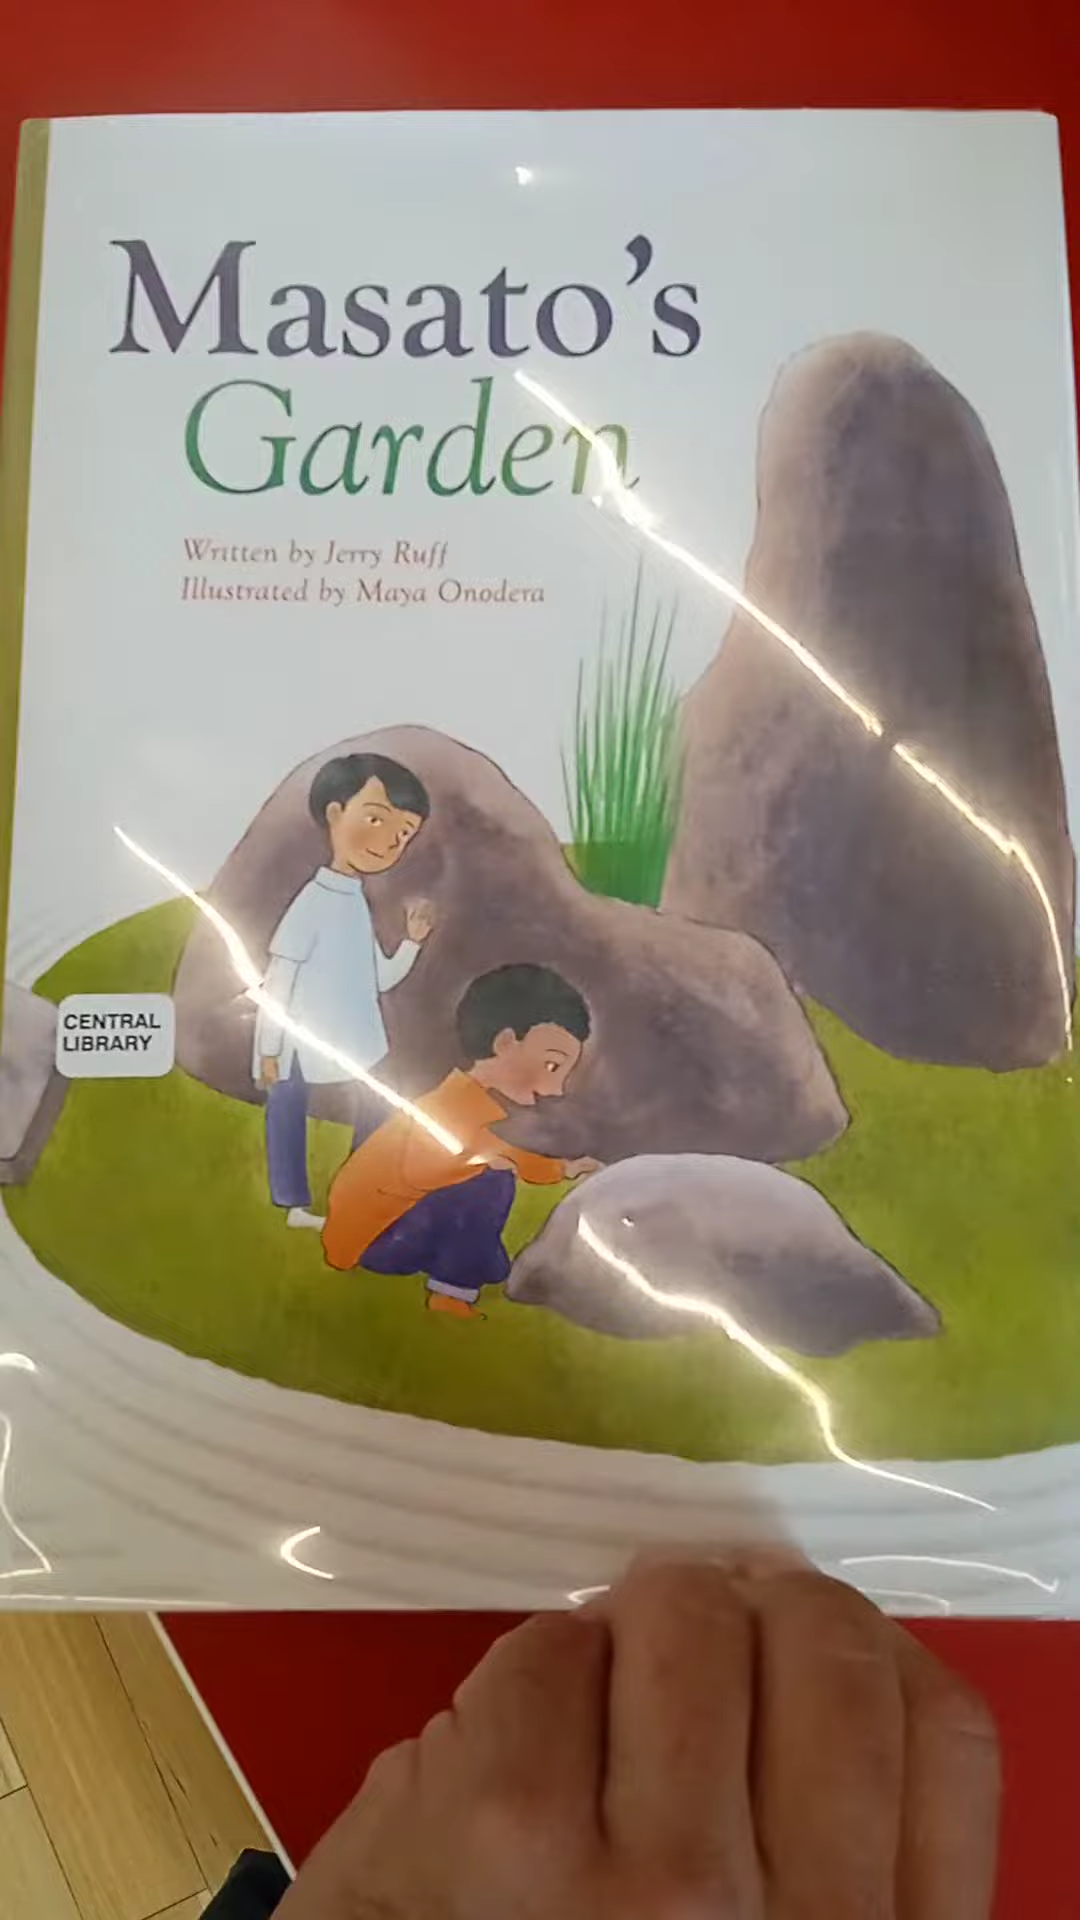 Masato's
Garden
Written by Jerry Ruff
Illustrated by Maya Onodera
CENTRAL
LIBRARY